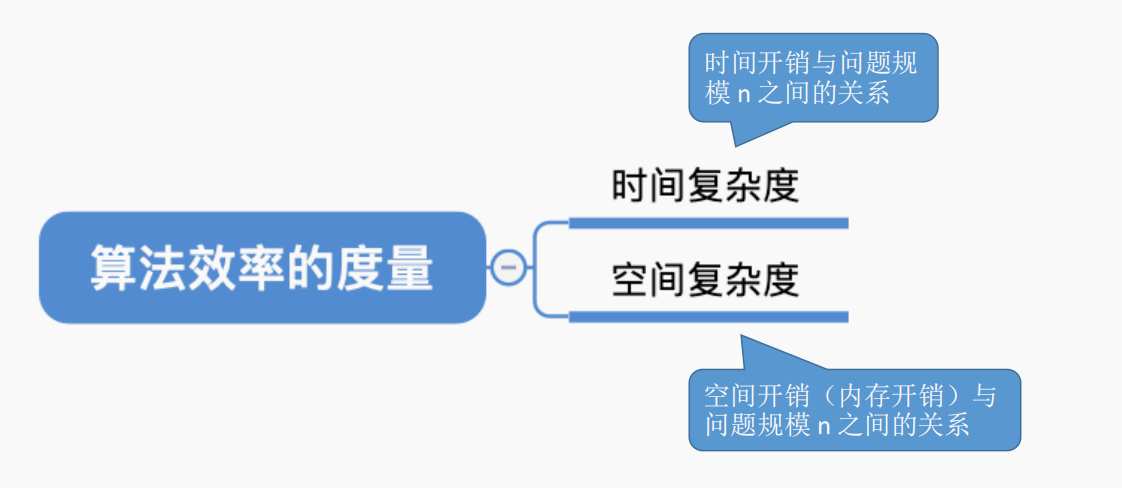 时间开销与问题规
模 n 之间的关系
时间复杂度
算法效率的度量
空间复杂度
空间开销（内存开销）与
问题规模 n 之间的关系